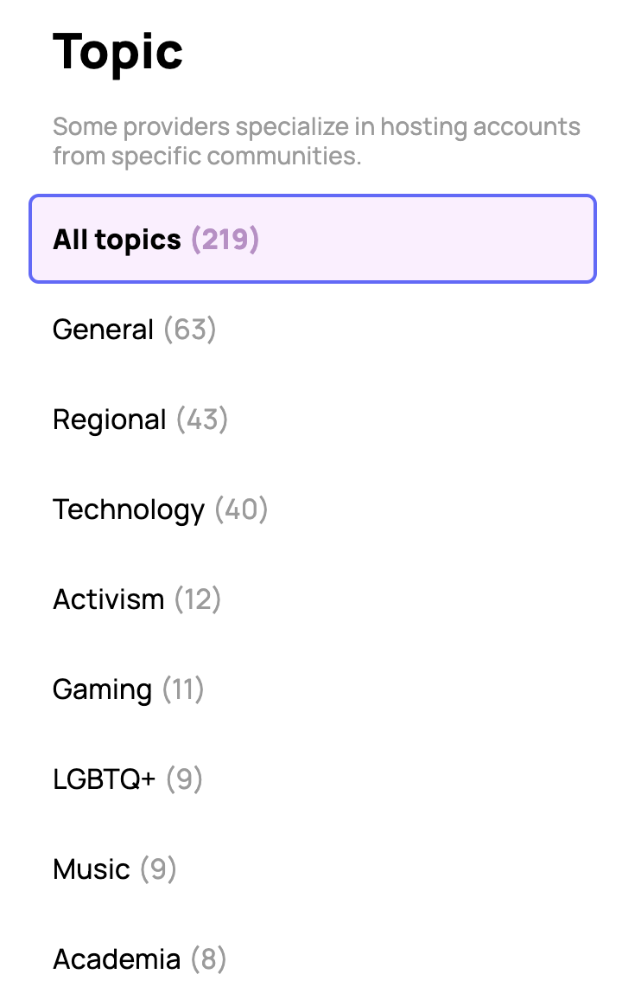 Topic
Some providers specialize in hosting accounts
from specific communities.
All topics (219)
General (63)
Regional (43)
Technology (40)
Activism (12)
Gaming (11)
LGBTQ+ (9)
Music (9)
Academia (8)